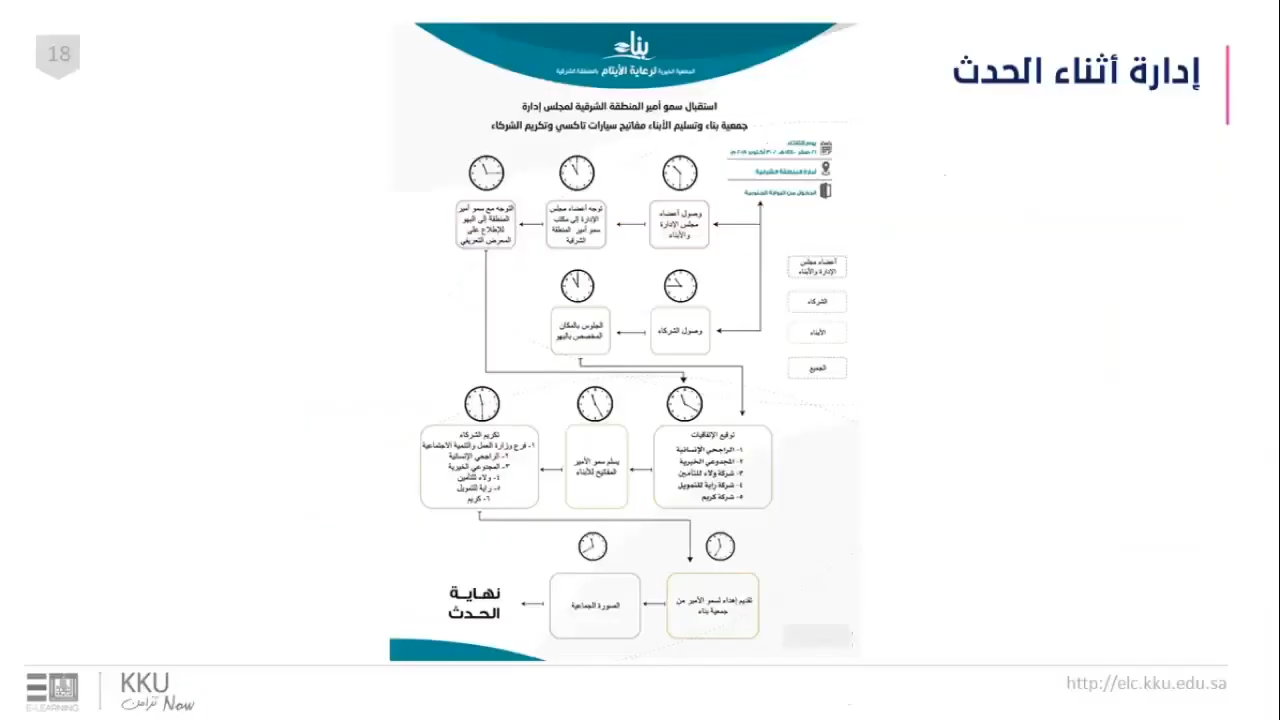 18
إدارة أثناء الحدث
بناء
الجمعية الخيرية لرعاية الأيتام بالمنطقة الشرقية
استقبال سمو أمير المنطقة الشرقية لمجلس إدارة
جمعية بناء وتسليم الأبناء مفاتيح سيارات تاكسي وتكريم الشركاء
يوم الثلاثاء
إمارة المنطقة الشرقية
الدخول من البوابة الجنوبية
وصول أعضاء
مجلس الإدارة
والأبناء
توجه أعضاء مجلس
الإدارة إلى مكتب
سمو أمير المنطقة
الشرقية
التوجه مع سمو أمير
المنطقة إلى البهو
للإطلاع على
المعرض التعريفي
أعضاء مجلس
الإدارة والأبناء
الشركاء
الأبناء
الجميع
وصول الشركاء
الجلوس بالمكان
المخصص بالبهو
توقيع الإتفاقيات
١- الراجحي الإنسانية
٢- المجدوعي الخيرية
٣- شركة ولاء للتأمين
٤- شركة راية للتمويل
٥- شركة كريم
يسلم سمو الأمير
المفاتيح للأبناء
تكريم الشركاء
١- فرع وزارة العمل والتنمية الاجتماعية
٢- الراجحي الإنسانية
٣- المجدوعي الخيرية
٤- ولاء للتأمين
٥- راية للتمويل
٦- كريم
تقديم إهداء لسمو الأمير من
جمعية بناء
الصورة الجماعية
نهاية
الحدث
E-LEARNING
KKU
تزامن Now
http://elc.kku.edu.sa